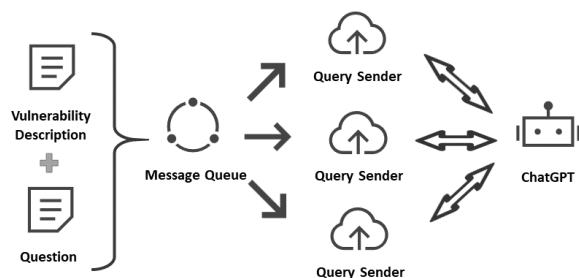 Vulnerability
Description
Question
Message Queue
Query Sender
Query Sender
Query Sender
ChatGPT